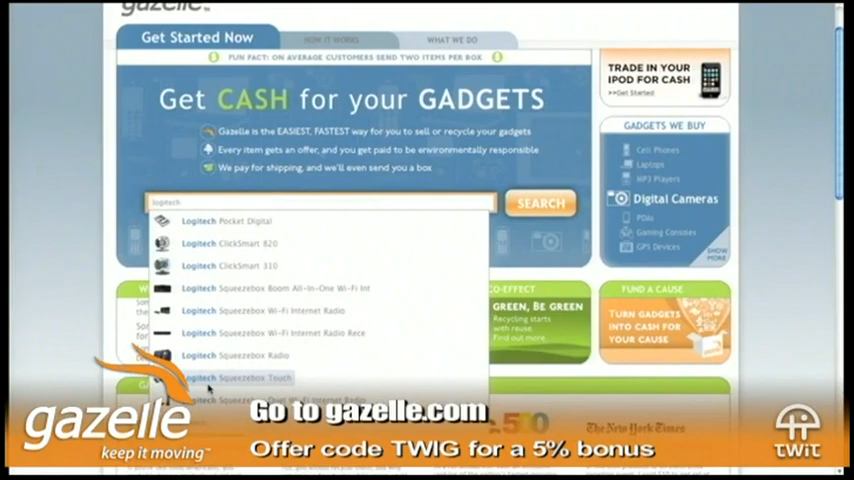 gazelle™
Get Started Now
HOW IT WORKS
WHAT WE DO
FUN FACT: ON AVERAGE CUSTOMERS SEND TWO ITEMS PER BOX
Get CASH for your GADGETS
Gazelle is the EASIEST, FASTEST way for you to sell or recycle your gadgets
Every item gets an offer, and you get paid to be environmentally responsible
We pay for shipping, and we'll even send you a box
logitech
SEARCH
Logitech Pocket Digital
Logitech ClickSmart 820
Logitech ClickSmart 310
Logitech Squeezebox Boom All-In-One Wi-Fi Int
Logitech Squeezebox Wi-Fi Internet Radio
Logitech Squeezebox Wi-Fi Internet Radio Rece
Logitech Squeezebox Radio
Logitech Squeezebox Touch
TRADE IN YOUR
IPOD FOR CASH
>>Get Started
GADGETS WE BUY
Cell Phones
Laptops
MP3 Players
Digital Cameras
PDAs
Gaming Consoles
GPS Devices
SHOW
MORE
GREEN, BE GREEN
Recycling starts
with reuse.
Find out more.
FUND A CAUSE
TURN GADGETS
INTO CASH FOR
YOUR CAUSE
The New York Times
gazelle
keep it moving™
Go to gazelle.com
Offer code TWIG for a 5% bonus
TWiT